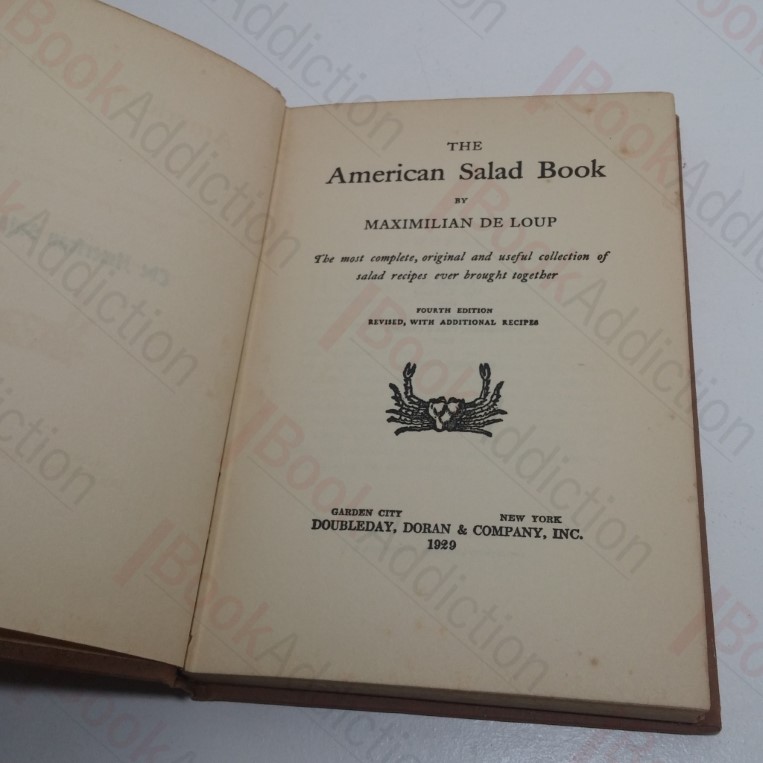 THE
American Salad Book
BY
MAXIMILIAN DE LOUP
The most complete, original and useful collection of
salad recipes ever brought together
FOURTH EDITION
REVISED, WITH ADDITIONAL RECIPES
GARDEN CITY NEW YORK
DOUBLEDAY, DORAN & COMPANY, INC.
1929
BookAddiction